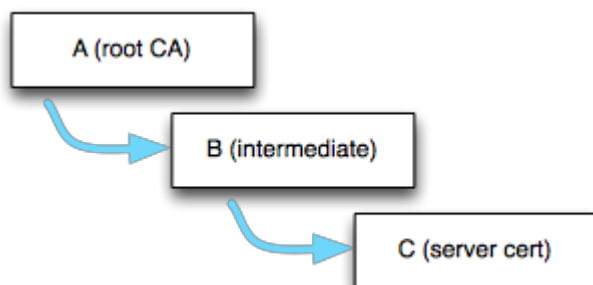 A (root CA)
B (intermediate)
C (server cert)